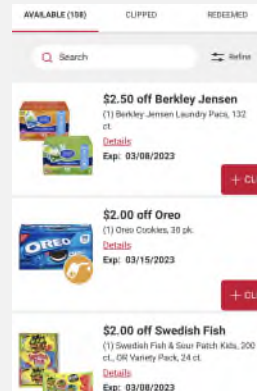 AVAILABLE (108) CLIPPED REDEEMED
Search Refine
$2.50 off Berkley Jensen
(1) Berkley Jensen Laundry Pacs, 132
ct.
Details
Exp: 03/08/2023
+ CL
$2.00 off Oreo
(1) Oreo Cookies, 30 pk.
Details
Exp: 03/15/2023
OREO
+ CL
$2.00 off Swedish Fish
(1) Swedish Fish & Sour Patch Kids, 200
ct., OR Variety Pack, 24 ct.
Details
Exp: 03/08/2023